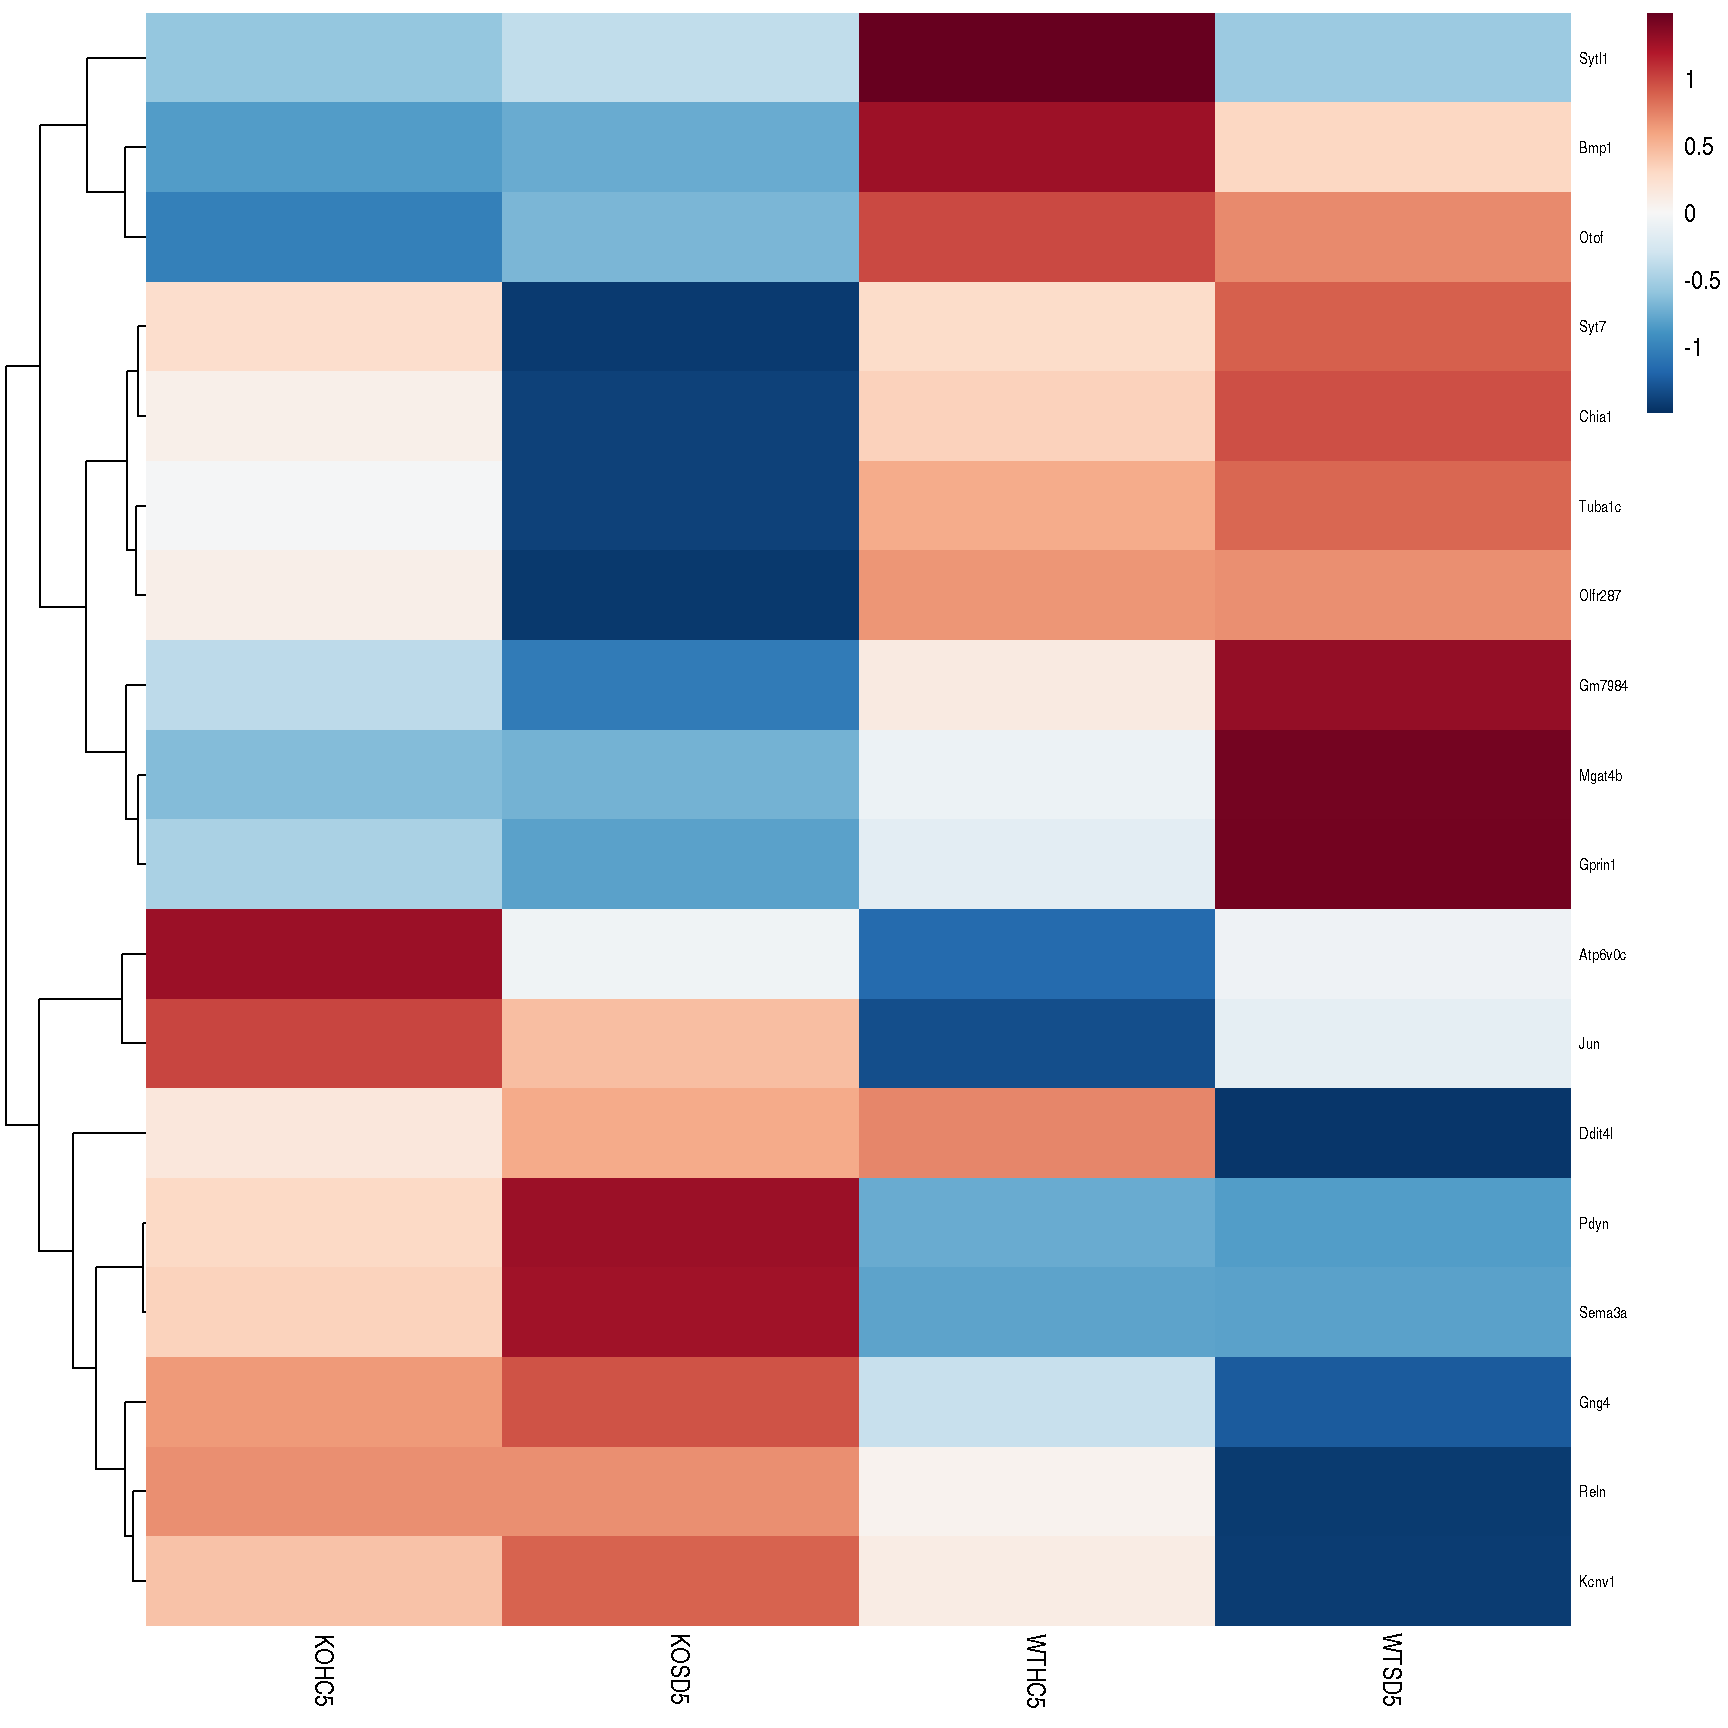 Sytl1
Bmp1
Otof
Syt7
Chia1
Tuba1c
Olfr287
Gm7984
Mgat4b
Gprin1
Atp6v0c
Jun
Ddit4l
Pdyn
Sema3a
Gng4
Reln
Kcnv1
1
0.5
0
-0.5
-1
KOHC5
KOSD5
WTHC5
WTSD5